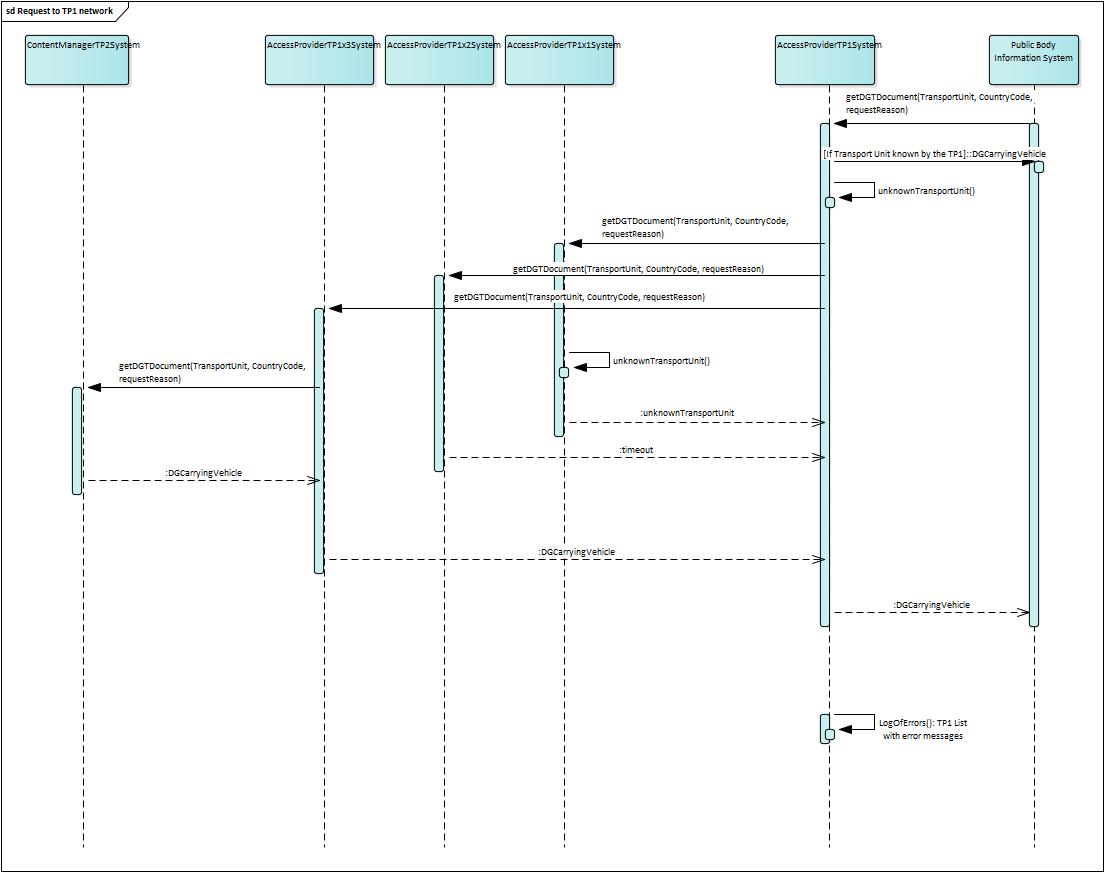 sd Request to TP1 network
ContentManagerTP2System
AccessProviderTP1x3System
AccessProviderTP1x2System
AccessProviderTP1x1System
AccessProviderTP1System
Public Body
Information System
getDGTDocument(TransportUnit, CountryCode,
requestReason)
[If Transport Unit known by the TP1]::DGCarryingVehicle
unknownTransportUnit()
getDGTDocument(TransportUnit, CountryCode,
requestReason)
getDGTDocument(TransportUnit, CountryCode, requestReason)
getDGTDocument(TransportUnit, CountryCode, requestReason)
unknownTransportUnit()
getDGTDocument(TransportUnit, CountryCode,
requestReason)
:unknownTransportUnit
:timeout
:DGCarryingVehicle
:DGCarryingVehicle
:DGCarryingVehicle
LogOfErrors(): TP1 List
with error messages